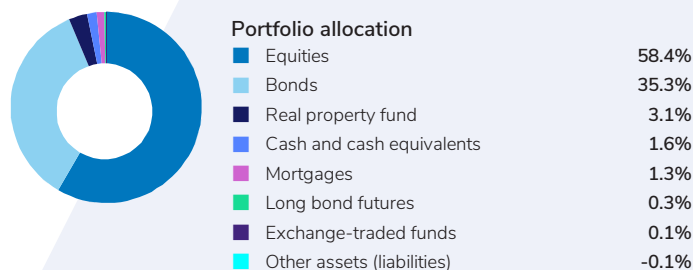 Portfolio allocation
Equities 58.4%
Bonds 35.3%
Real property fund 3.1%
Cash and cash equivalents 1.6%
Mortgages 1.3%
Long bond futures 0.3%
Exchange-traded funds 0.1%
Other assets (liabilities) -0.1%